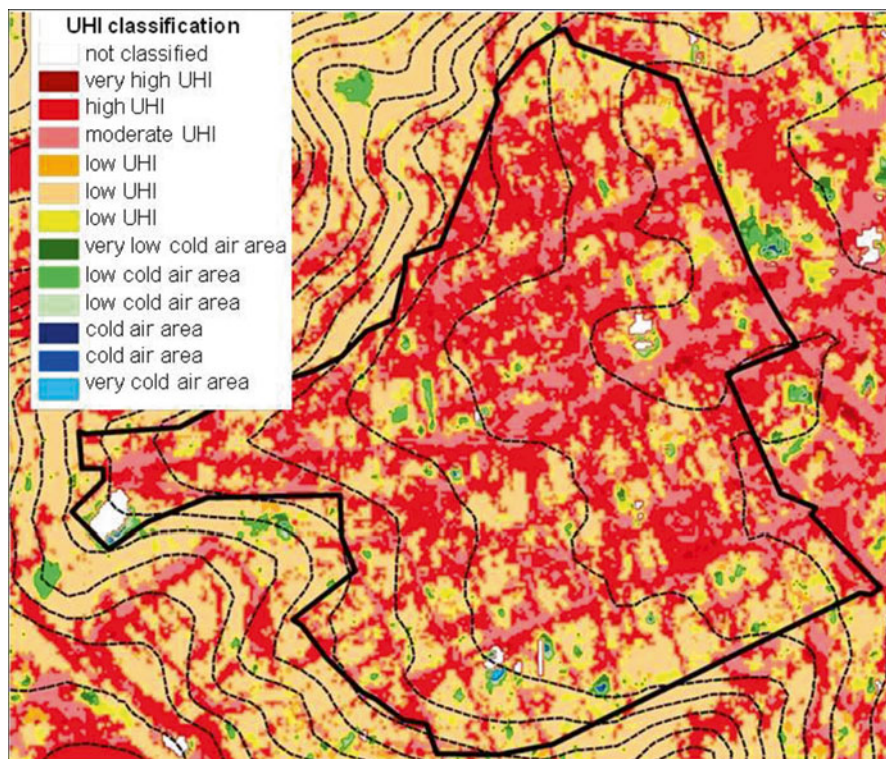 UHI classification
not classified
very high UHI
high UHI
moderate UHI
low UHI
low UHI
low UHI
very low cold air area
low cold air area
low cold air area
cold air area
cold air area
very cold air area